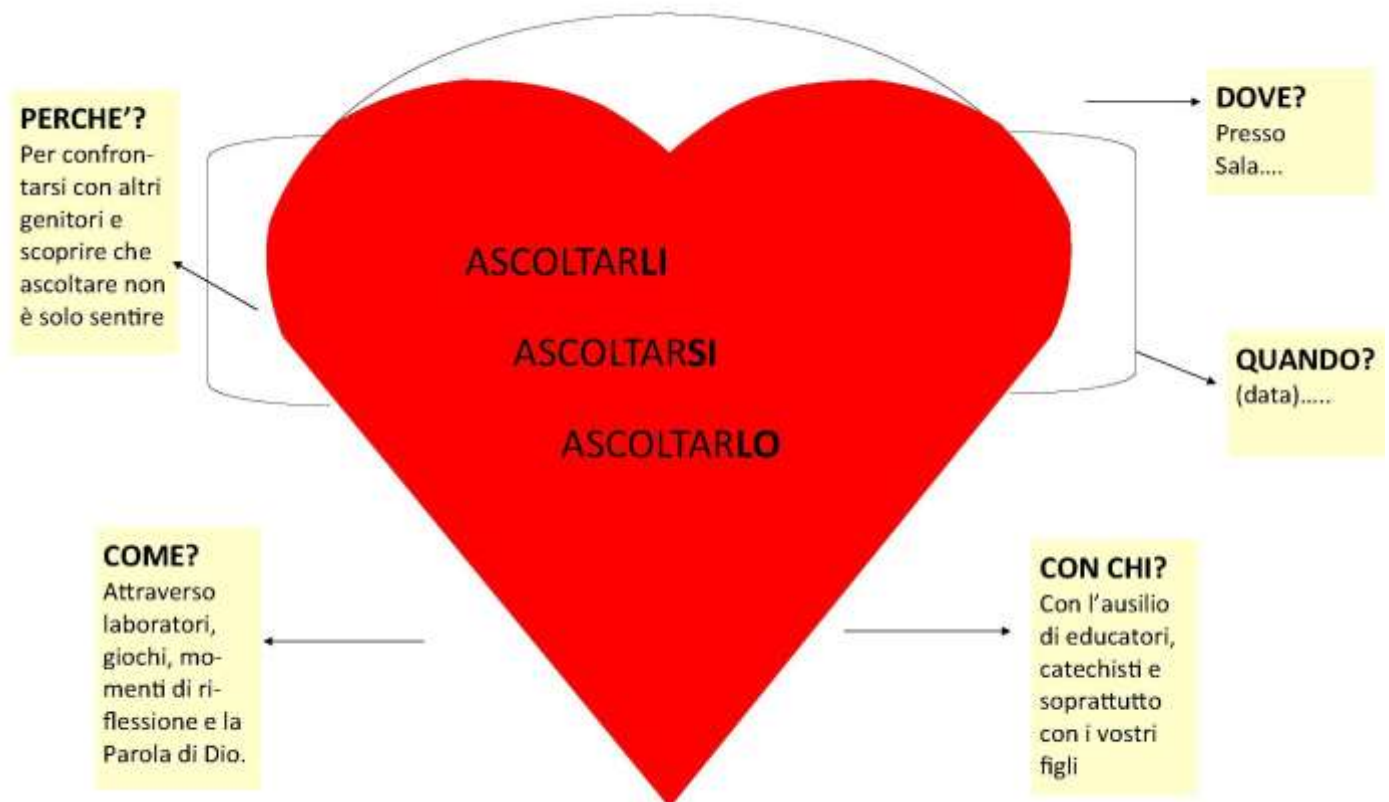 PERCHE'?
Per confron-
tarsi con altri
genitori e
scoprire che
ascoltare non
è solo sentire
DOVE?
Presso
Sala....
ASCOLTARLI
ASCOLTARSI
ASCOLTARLO
QUANDO?
(data).....
COME?
Attraverso
laboratori,
giochi, mo-
menti di ri-
flessione e la
Parola di Dio.
CON CHI?
Con l'ausilio
di educatori,
catechisti e
soprattutto
con i vostri
figli